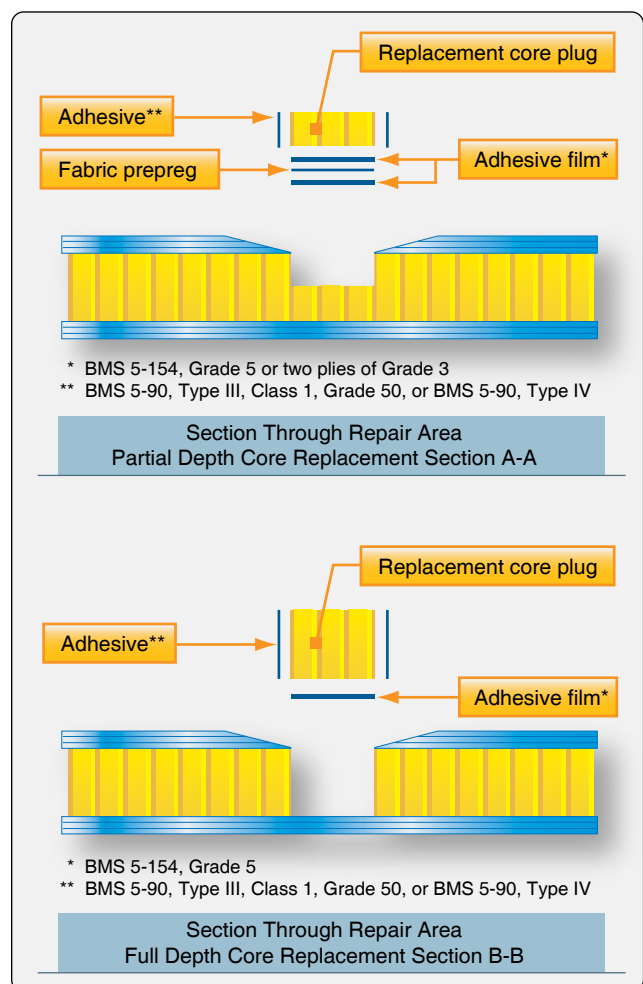 Replacement core plug
Adhesive**
Fabric prepreg
Adhesive film*
* BMS 5-154, Grade 5 or two plies of Grade 3
** BMS 5-90, Type III, Class 1, Grade 50, or BMS 5-90, Type IV
Section Through Repair Area
Partial Depth Core Replacement Section A-A
Replacement core plug
Adhesive**
Adhesive film*
* BMS 5-154, Grade 5
** BMS 5-90, Type III, Class 1, Grade 50, or BMS 5-90, Type IV
Section Through Repair Area
Full Depth Core Replacement Section B-B